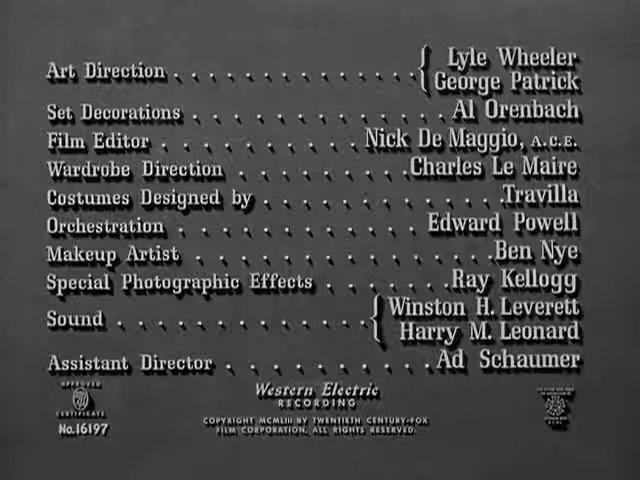 Art Direction . . . . . . . . . . . . . . { Lyle Wheeler
George Patrick
Set Decorations . . . . . . . . . . . Al Orenbach
Film Editor . . . . . . . . . Nick De Maggio, A.C.E.
Wardrobe Direction . . . . . . . . Charles Le Maire
Costumes Designed by . . . . . . . . . . . Travilla
Orchestration . . . . . . . . . . . Edward Powell
Makeup Artist . . . . . . . . . . . . . Ben Nye
Special Photographic Effects . . . . . . Ray Kellogg
Sound . . . . . . . . . . . { Winston H. Leverett
Harry M. Leonard
Assistant Director . . . . . . . . . Ad Schaumer
APPROVED
CERTIFICATE
No. 16197
Western Electric
RECORDING
COPYRIGHT MCMLIII BY TWENTIETH CENTURY-FOX
FILM CORPORATION. ALL RIGHTS RESERVED.